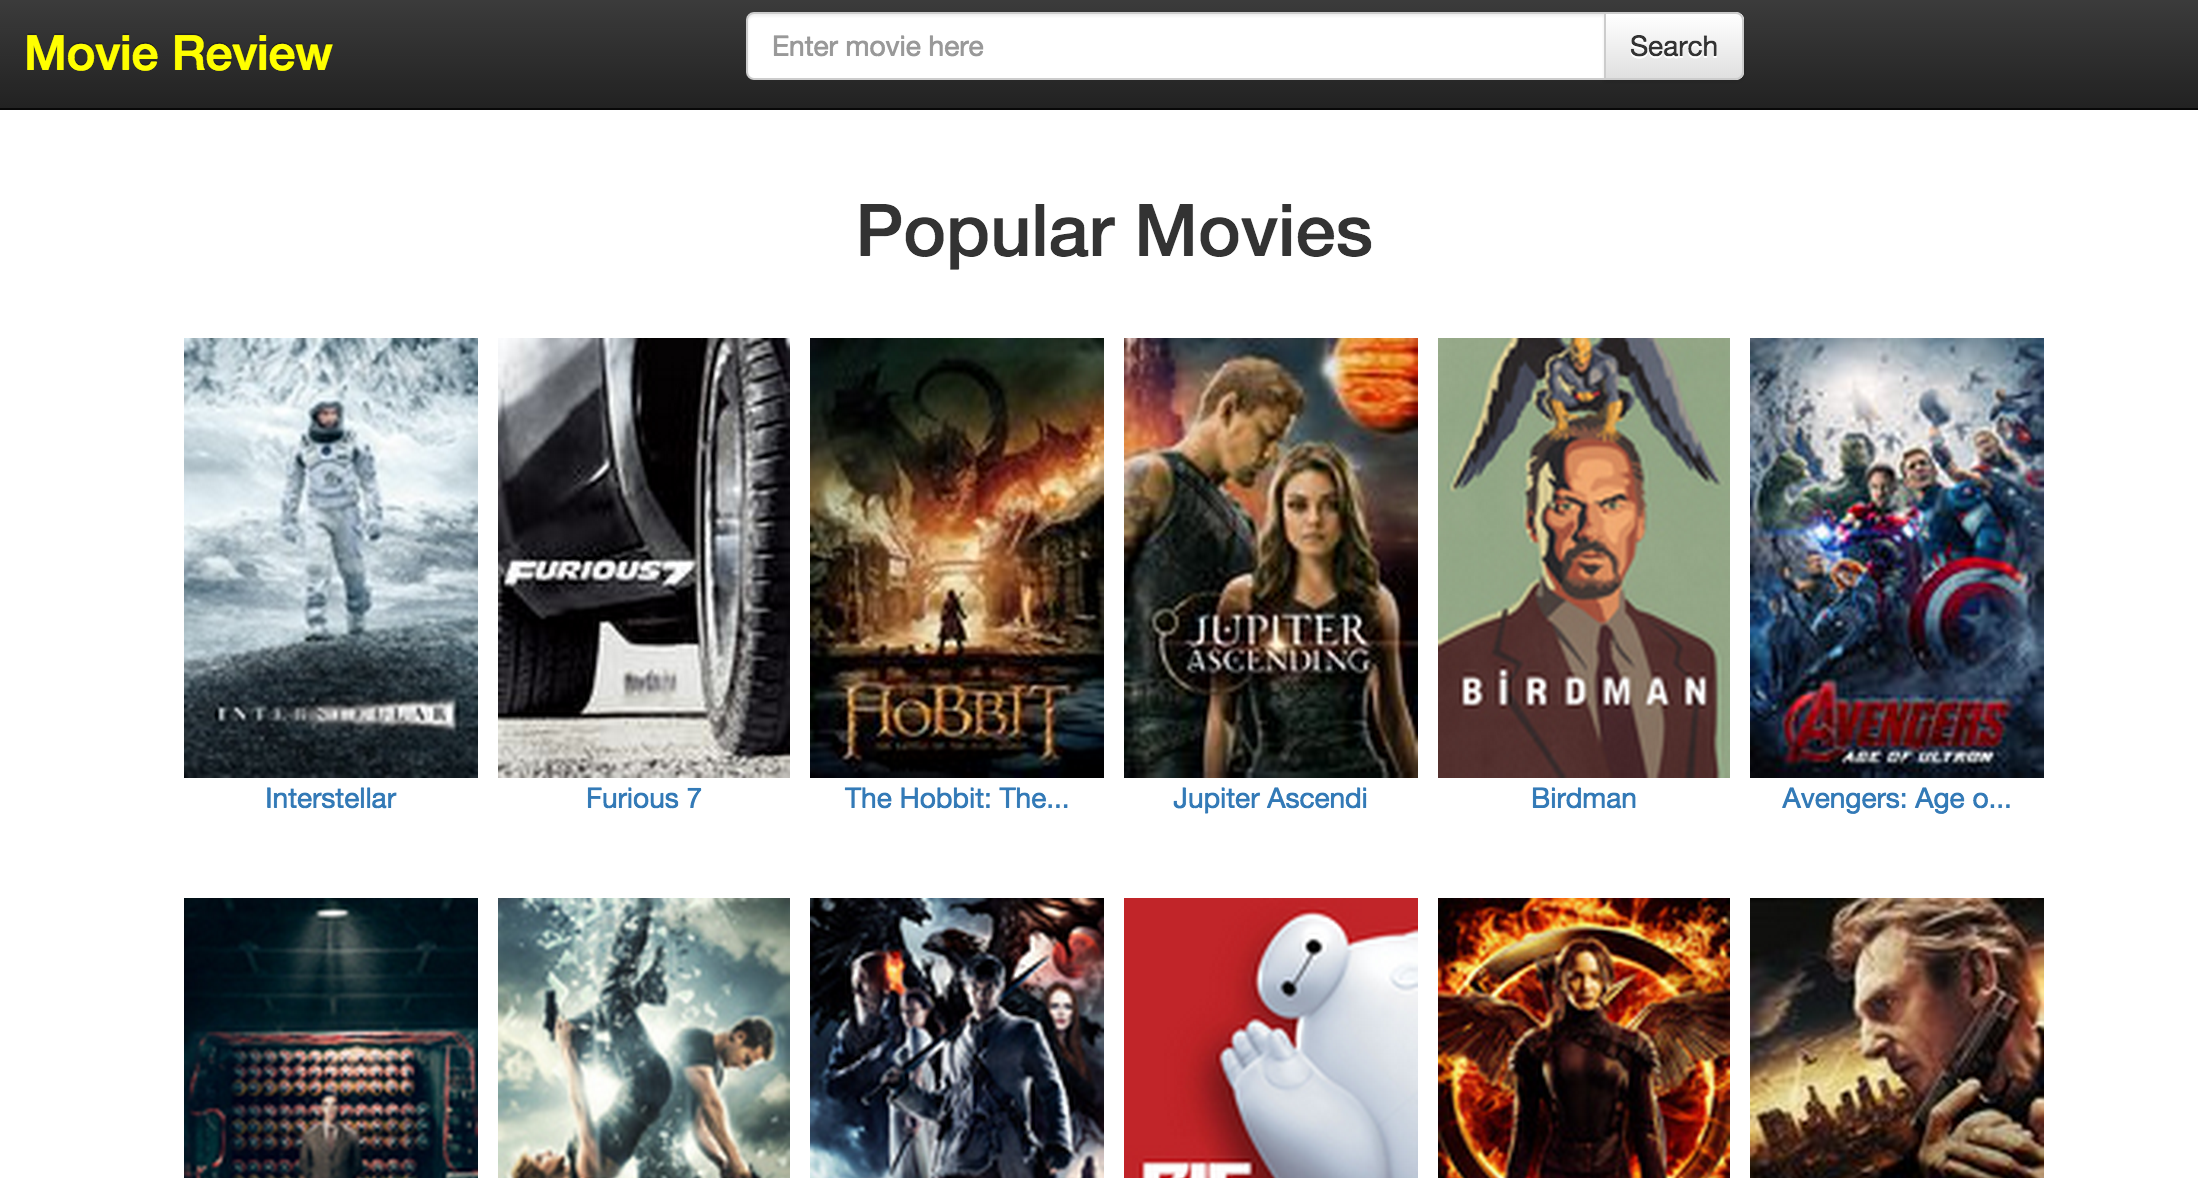 Movie Review
Enter movie here
Search
Popular Movies
INTERSTELLAR
FURIOUS 7
HOBBIT
JUPITER
ASCENDING
BiRDMAN
AVENGERS
AGE OF ULTRON
Interstellar
Furious 7
The Hobbit: The...
Jupiter Ascendi
Birdman
Avengers: Age o...